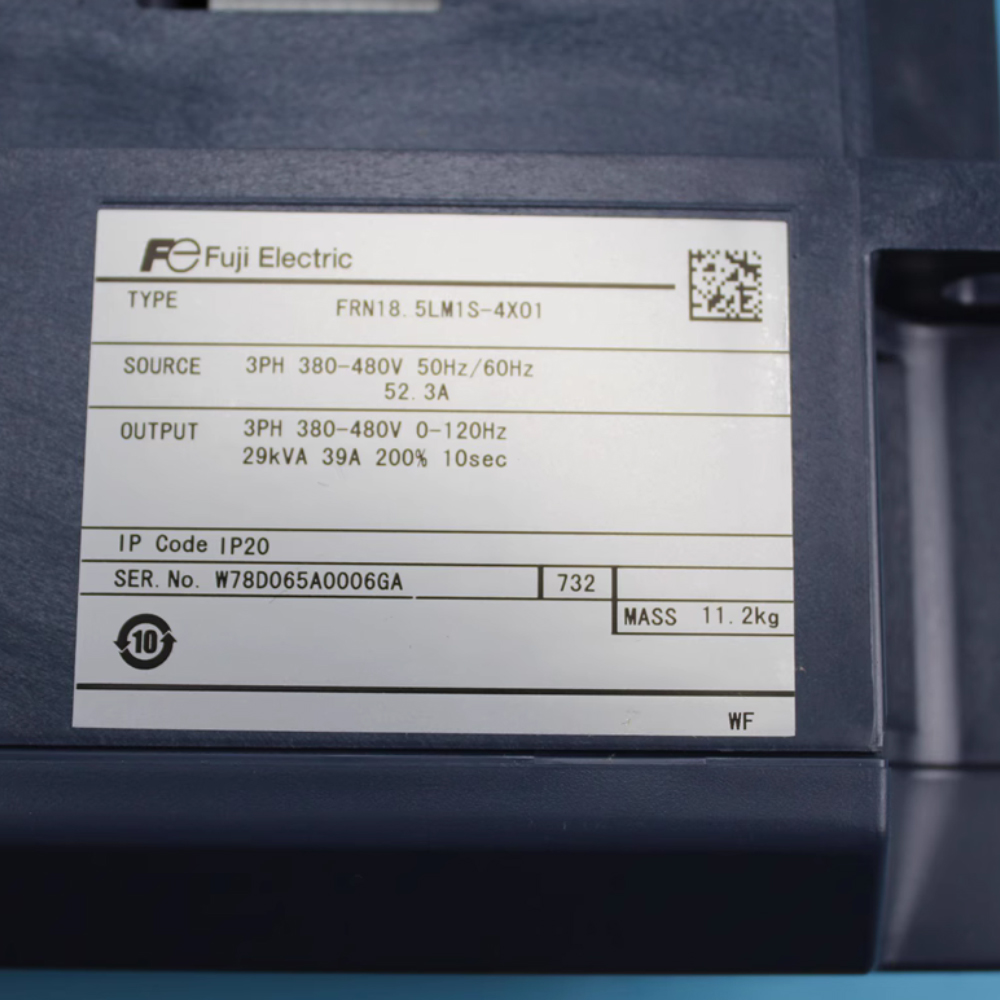 Fe Fuji Electric
TYPE FRN18.5LM1S-4X01
SOURCE 3PH 380-480V 50Hz/60Hz
52.3A
OUTPUT 3PH 380-480V 0-120Hz
29kVA 39A 200% 10sec
IP Code IP20
SER.No. W78D065A0006GA 732
MASS 11.2kg
10
WF